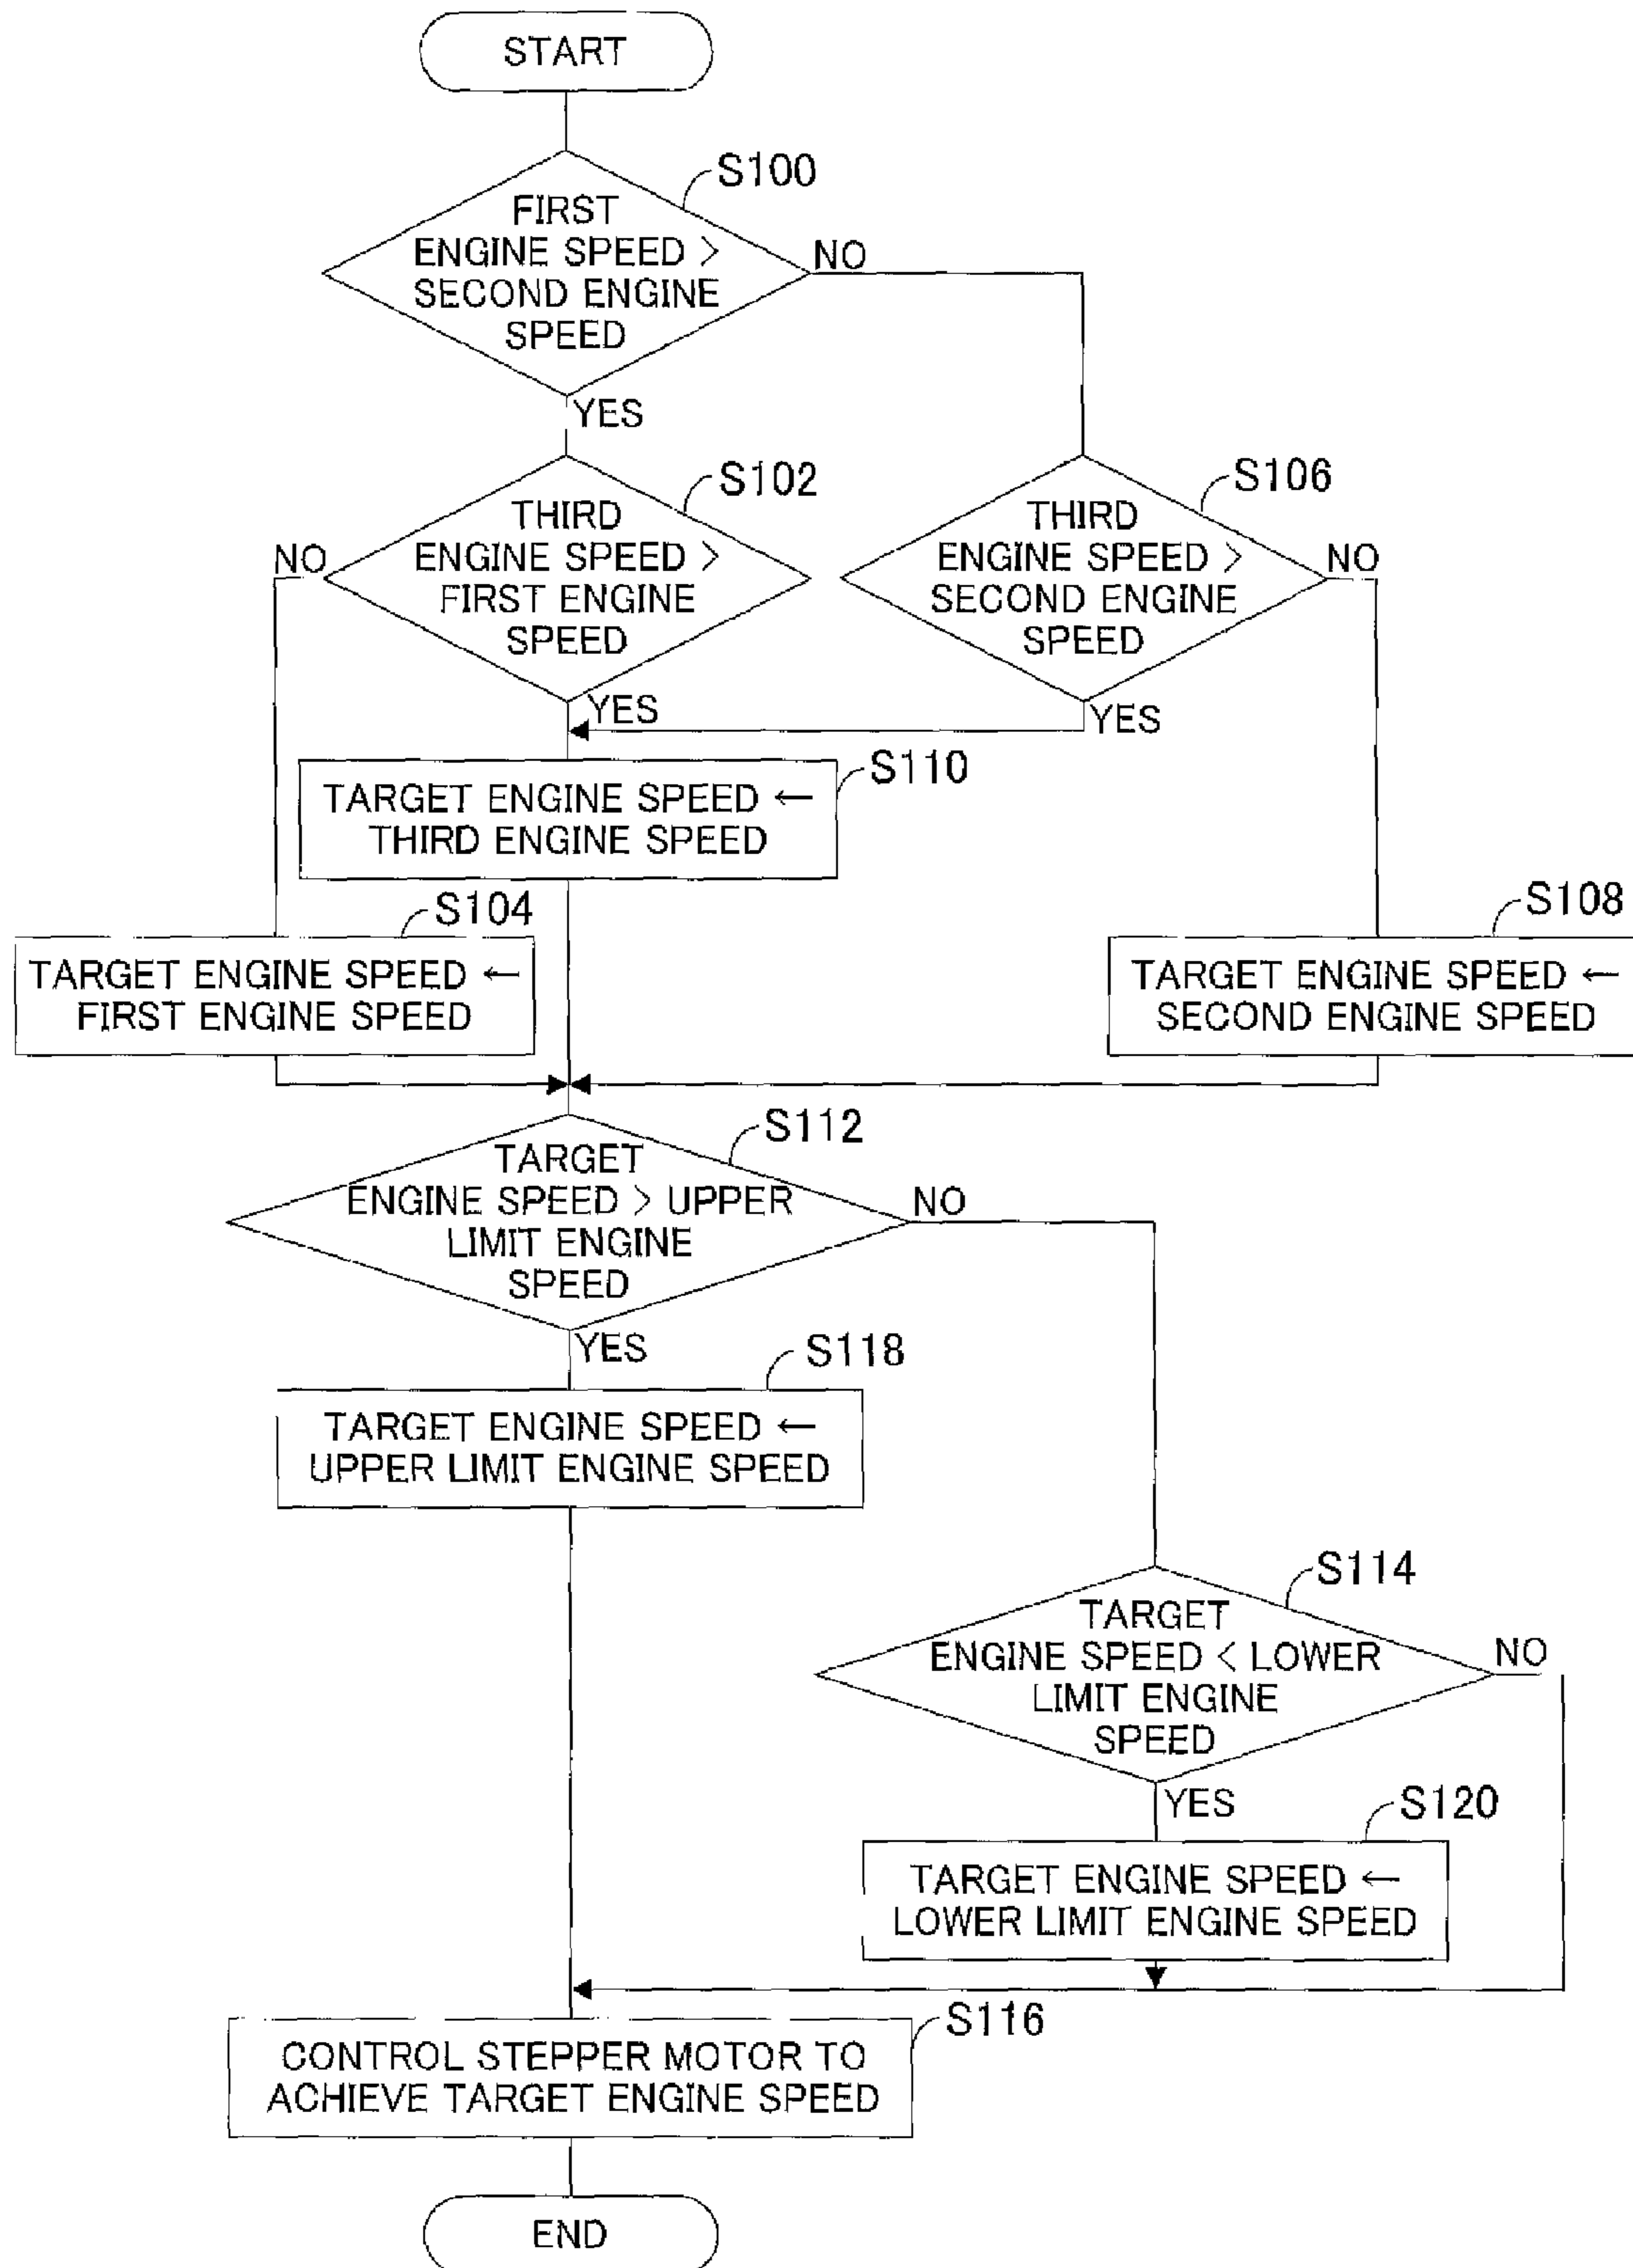 START
S100
FIRST
ENGINE SPEED >
SECOND ENGINE
SPEED
NO
YES
S102
THIRD
ENGINE SPEED >
FIRST ENGINE
SPEED
NO
YES
S106
THIRD
ENGINE SPEED >
SECOND ENGINE
SPEED
NO
YES
S110
TARGET ENGINE SPEED ←
THIRD ENGINE SPEED
S104
TARGET ENGINE SPEED ←
FIRST ENGINE SPEED
S108
TARGET ENGINE SPEED ←
SECOND ENGINE SPEED
S112
TARGET
ENGINE SPEED > UPPER
LIMIT ENGINE
SPEED
NO
YES
S118
TARGET ENGINE SPEED ←
UPPER LIMIT ENGINE SPEED
S114
TARGET
ENGINE SPEED < LOWER
LIMIT ENGINE
SPEED
NO
YES
S120
TARGET ENGINE SPEED ←
LOWER LIMIT ENGINE SPEED
S116
CONTROL STEPPER MOTOR TO
ACHIEVE TARGET ENGINE SPEED
END